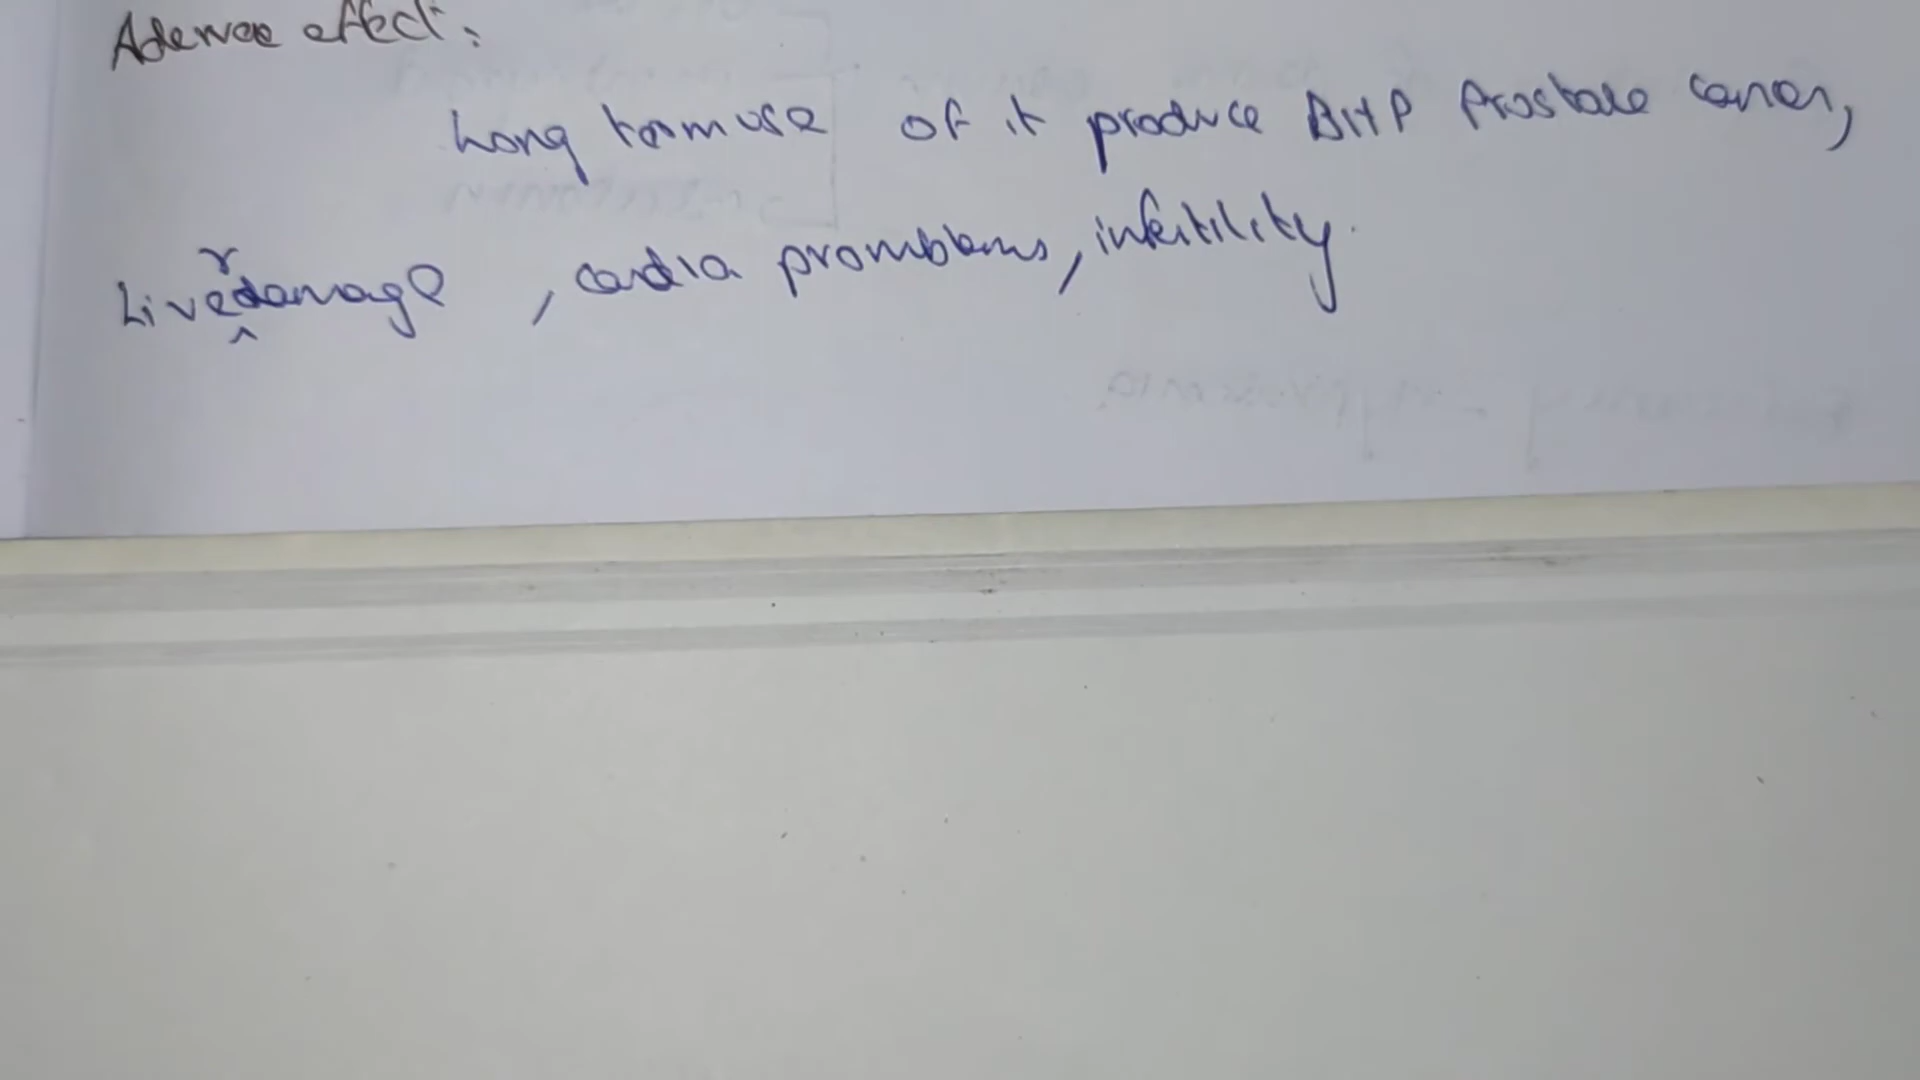 Adverse effect:
Long term use of it produce BHP Prostate cancer,
Liver damage, cardia promblems, infertility.